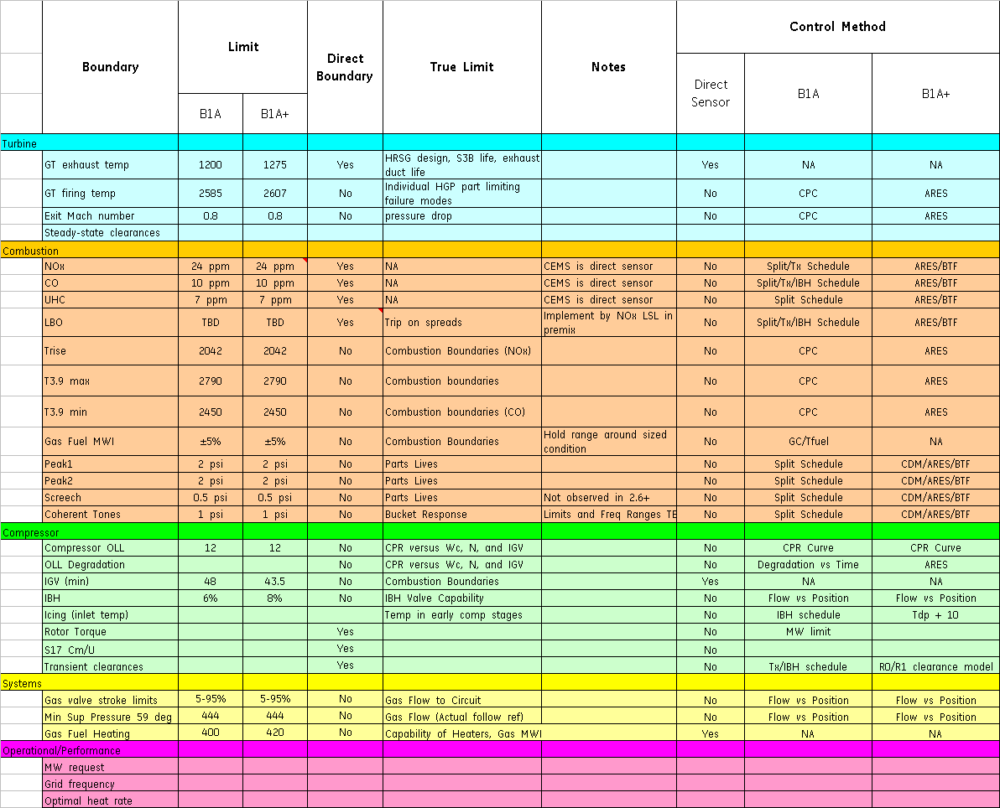 Boundary Limit Direct Boundary True Limit Notes Control Method
B1A B1A+ Direct Sensor B1A B1A+
Turbine
GT exhaust temp 1200 1275 Yes HRSG design, S3B life, exhaust duct life Yes NA NA
GT firing temp 2585 2607 No Individual HGP part limiting failure modes No CPC ARES
Exit Mach number 0.8 0.8 No pressure drop No CPC ARES
Steady-state clearances
Combustion
NOx 24 ppm 24 ppm Yes NA CEMS is direct sensor No Split/Tx Schedule ARES/BTF
CO 10 ppm 10 ppm Yes NA CEMS is direct sensor No Split/Tx/IBH Schedule ARES/BTF
UHC 7 ppm 7 ppm Yes NA CEMS is direct sensor No Split Schedule ARES/BTF
LBO TBD TBD Yes Trip on spreads Implement by NOx LSL in premix No Split/Tx/IBH Schedule ARES/BTF
Trise 2042 2042 No Combustion Boundaries (NOx) No CPC ARES
T3.9 max 2790 2790 No Combustion boundaries No CPC ARES
T3.9 min 2450 2450 No Combustion boundaries (CO) No CPC ARES
Gas Fuel MWI ±5% ±5% No Combustion Boundaries Hold range around sized condition No GC/Tfuel NA
Peak1 2 psi 2 psi No Parts Lives No Split Schedule CDM/ARES/BTF
Peak2 2 psi 2 psi No Parts Lives No Split Schedule CDM/ARES/BTF
Screech 0.5 psi 0.5 psi No Parts Lives Not observed in 2.6+ No Split Schedule CDM/ARES/BTF
Coherent Tones 1 psi 1 psi No Bucket Response Limits and Freq Ranges TE No Split Schedule CDM/ARES/BTF
Compressor
Compressor OLL 12 12 No CPR versus Wc, N, and IGV No CPR Curve CPR Curve
OLL Degradation No CPR versus Wc, N, and IGV No Degradation vs Time ARES
IGV (min) 48 43.5 No Combustion Boundaries Yes NA NA
IBH 6% 8% No IBH Valve Capability No Flow vs Position Flow vs Position
Icing (inlet temp) Temp in early comp stages No IBH schedule Tdp + 10
Rotor Torque Yes No MW limit
S17 Cm/U Yes No
Transient clearances Yes No Tx/IBH schedule R0/R1 clearance model
Systems
Gas valve stroke limits 5-95% 5-95% No Gas Flow to Circuit No Flow vs Position Flow vs Position
Min Sup Pressure 59 deg 444 444 No Gas Flow (Actual follow ref) No Flow vs Position Flow vs Position
Gas Fuel Heating 400 420 No Capability of Heaters, Gas MWI Yes NA NA
Operational/Performance
MW request
Grid frequency
Optimal heat rate